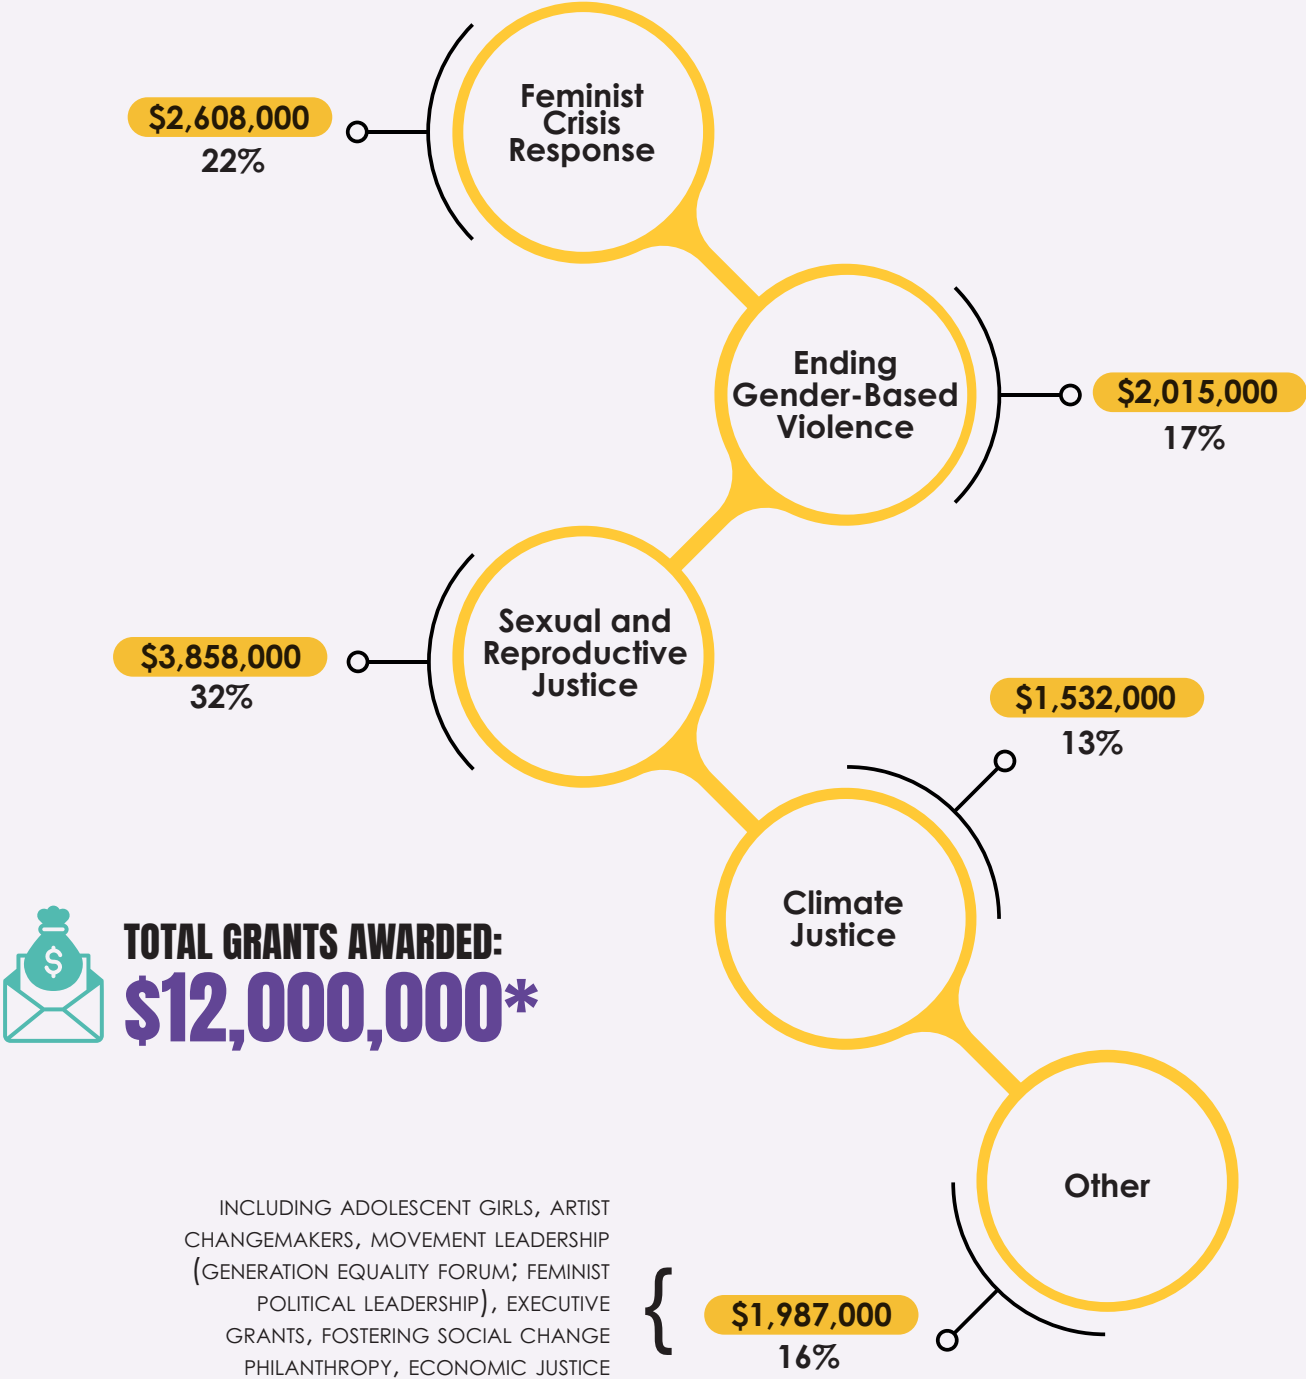 Feminist
Crisis
Response
$2,608,000
22%
Ending
Gender-Based
Violence
$2,015,000
17%
Sexual and
Reproductive
Justice
$3,858,000
32%
$1,532,000
13%
Climate
Justice
$
TOTAL GRANTS AWARDED:
$12,000,000*
Other
INCLUDING ADOLESCENT GIRLS, ARTIST
CHANGEMAKERS, MOVEMENT LEADERSHIP
(GENERATION EQUALITY FORUM; FEMINIST
POLITICAL LEADERSHIP), EXECUTIVE
GRANTS, FOSTERING SOCIAL CHANGE
PHILANTHROPY, ECONOMIC JUSTICE
{
$1,987,000
16%